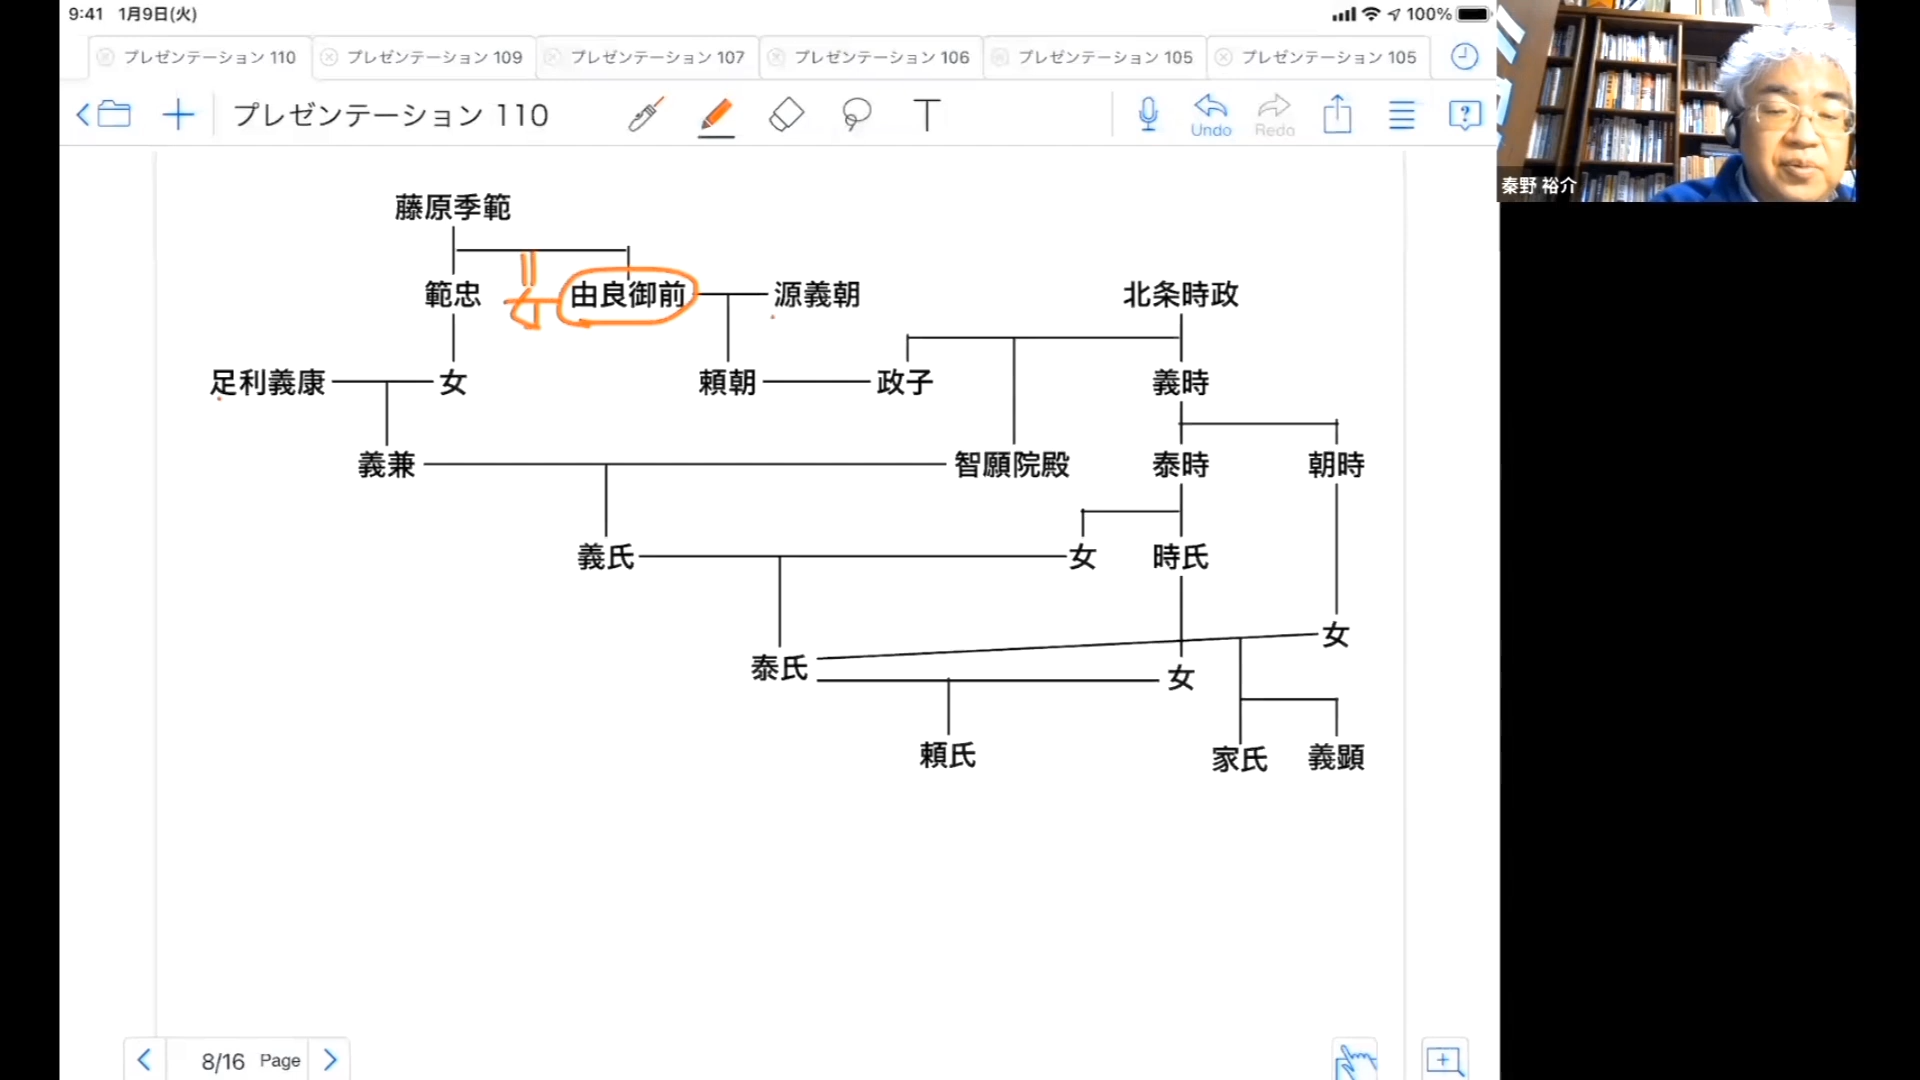 9:41 1月9日(火)
100%
プレゼンテーション 110
プレゼンテーション 109
プレゼンテーション 107
プレゼンテーション 106
プレゼンテーション 105
プレゼンテーション 105
プレゼンテーション 110
T
Undo
Redo
?
秦野 裕介
藤原季範
範忠
女
由良御前
源義朝
北条時政
足利義康
女
頼朝
政子
義時
義兼
智願院殿
泰時
朝時
義氏
女
時氏
女
泰氏
女
頼氏
家氏
義顕
8/16 Page